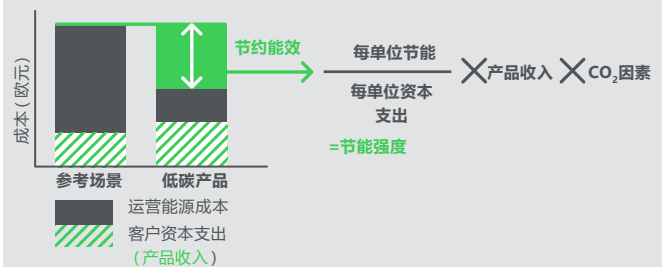 成本（欧元）
节约能效
每单位节能
每单位资本
支出
产品收入
CO₂因素
=节能强度
参考场景
低碳产品
运营能源成本
客户资本支出
（产品收入）